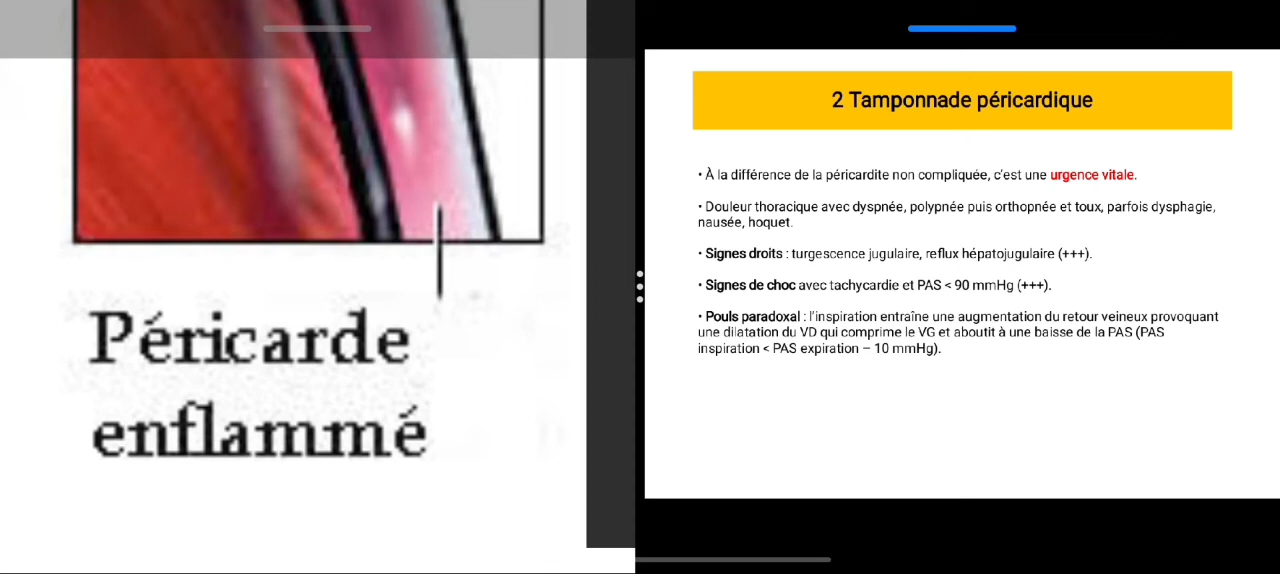 Péricarde
enflammé
2 Tamponnade péricardique
• À la différence de la péricardite non compliquée, c'est une urgence vitale.
• Douleur thoracique avec dyspnée, polypnée puis orthopnée et toux, parfois dysphagie,
nausée, hoquet.
• Signes droits : turgescence jugulaire, reflux hépatojugulaire (+++).
• Signes de choc avec tachycardie et PAS < 90 mmHg (+++).
• Pouls paradoxal : l'inspiration entraîne une augmentation du retour veineux provoquant
une dilatation du VD qui comprime le VG et aboutit à une baisse de la PAS (PAS
inspiration < PAS expiration – 10 mmHg).